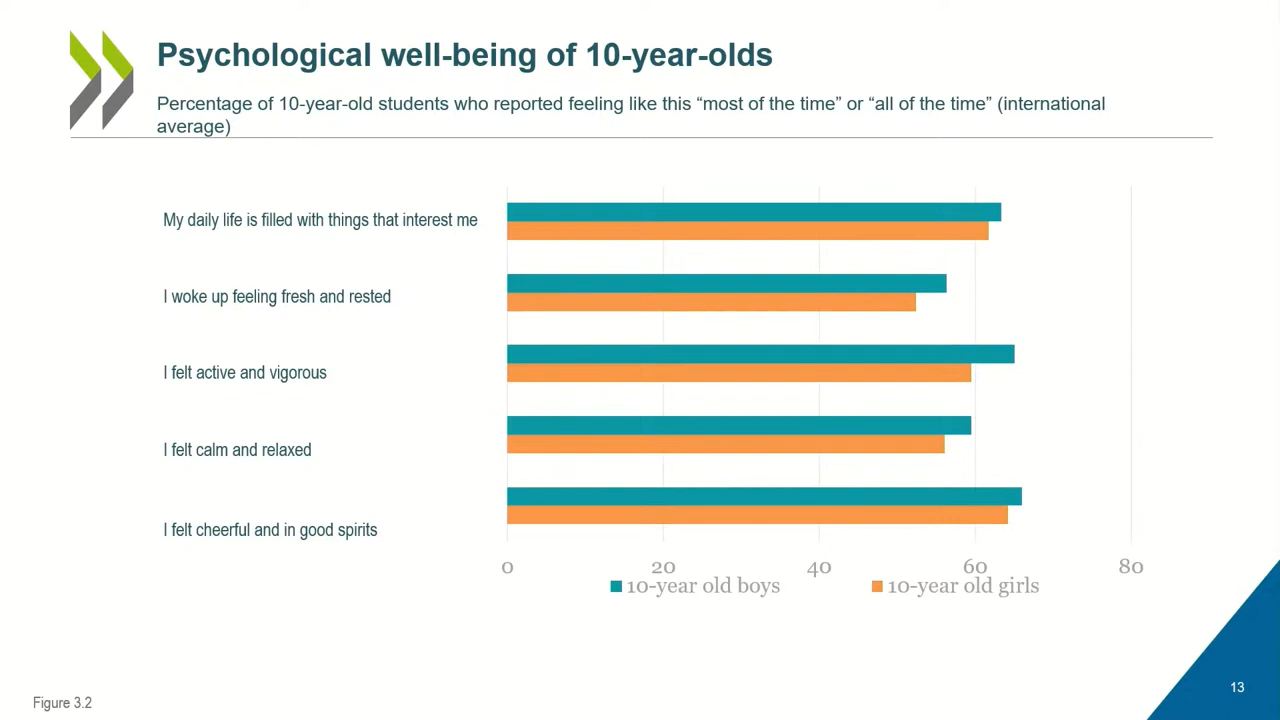 Psychological well-being of 10-year-olds
Percentage of 10-year-old students who reported feeling like this “most of the time” or “all of the time” (international
average)
My daily life is filled with things that interest me
I woke up feeling fresh and rested
I felt active and vigorous
I felt calm and relaxed
I felt cheerful and in good spirits
0 20 40 60 80
10-year old boys 10-year old girls
13
Figure 3.2